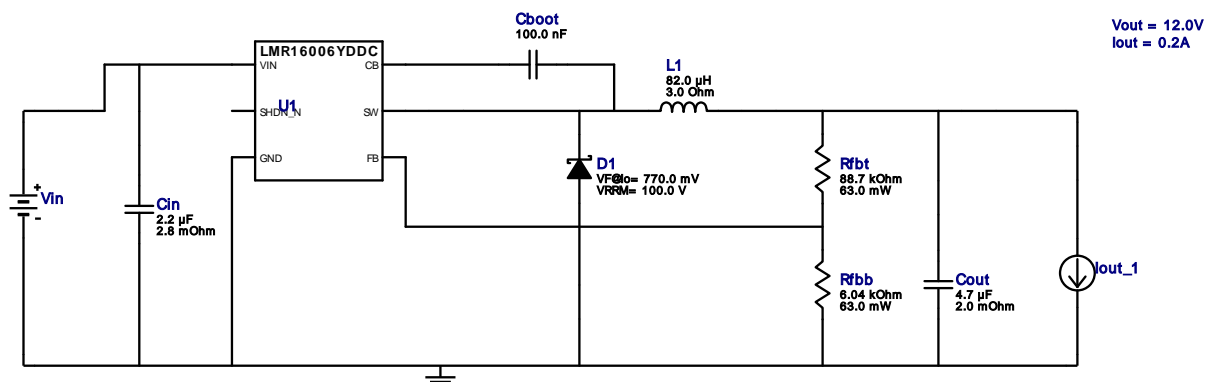 Cboot
100.0 nF
Vout = 12.0V
Iout = 0.2A
LMR16006YDDC
VIN
CB
L1
82.0 µH
3.0 Ohm
SHDN_N
U1
SW
GND
FB
D1
VF@Io= 770.0 mV
VRRM= 100.0 V
Rfbt
88.7 kOhm
63.0 mW
Vin
+
-
Cin
2.2 µF
2.8 mOhm
Rfbb
6.04 kOhm
63.0 mW
Cout
4.7 µF
2.0 mOhm
Iout_1